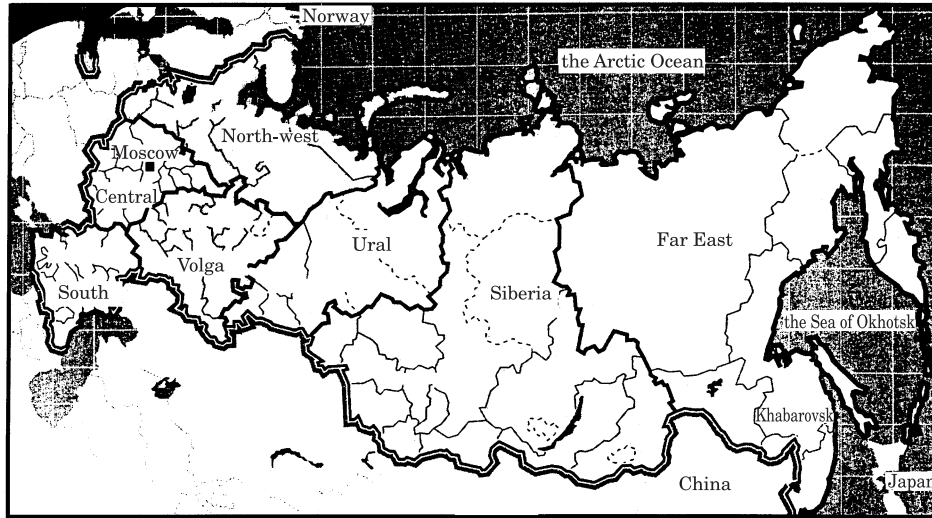 Norway
the Arctic Ocean
North-west
Moscow
Central
Ural
Far East
Volga
South
Siberia
the Sea of Okhotsk
Khabarovsk
China
Japan